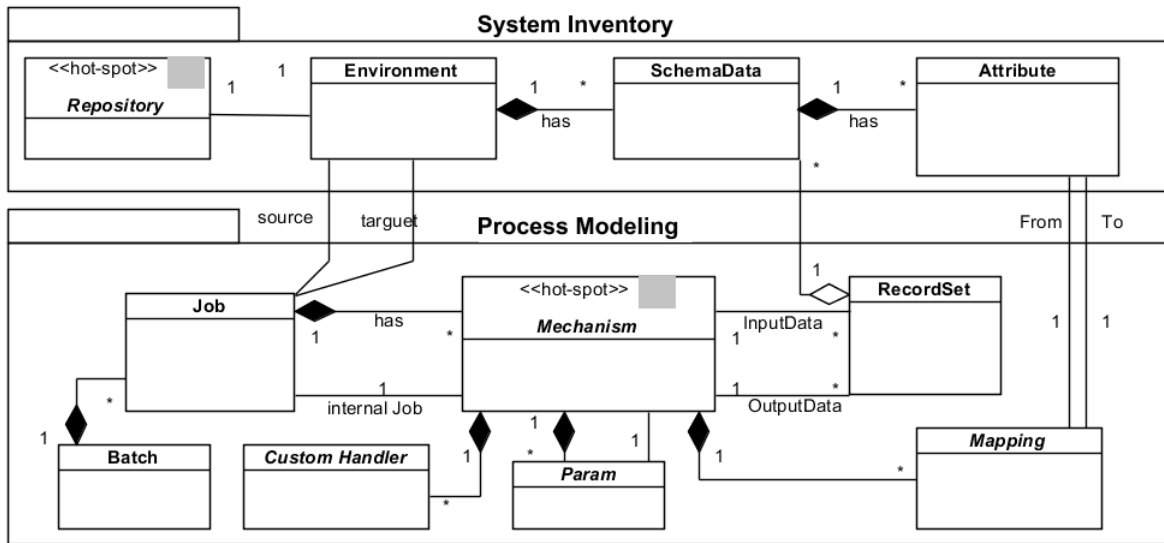 System Inventory
<<hot-spot>>
Repository
1
1
Environment
1
*
has
SchemaData
1
*
has
Attribute
*
source
targuet
From
To
Process Modeling
Job
1
has
*
<<hot-spot>>
Mechanism
1
InputData
1
*
RecordSet
1
1
1
internal Job
1
OutputData
*
*
1
Batch
Custom Handler
1
*
1
*
1
Param
1
*
Mapping